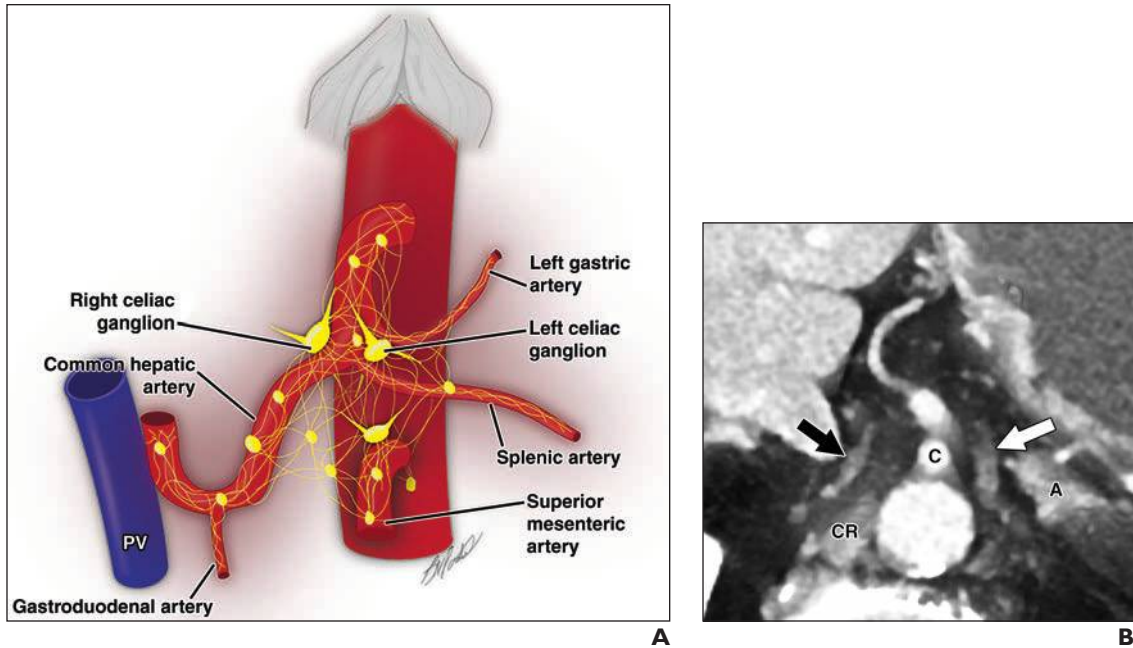 Left gastric
artery
Right celiac
ganglion
Left celiac
ganglion
Common hepatic
artery
Splenic artery
Superior
mesenteric
artery
PV
Gastroduodenal artery
A
C
A
CR
B